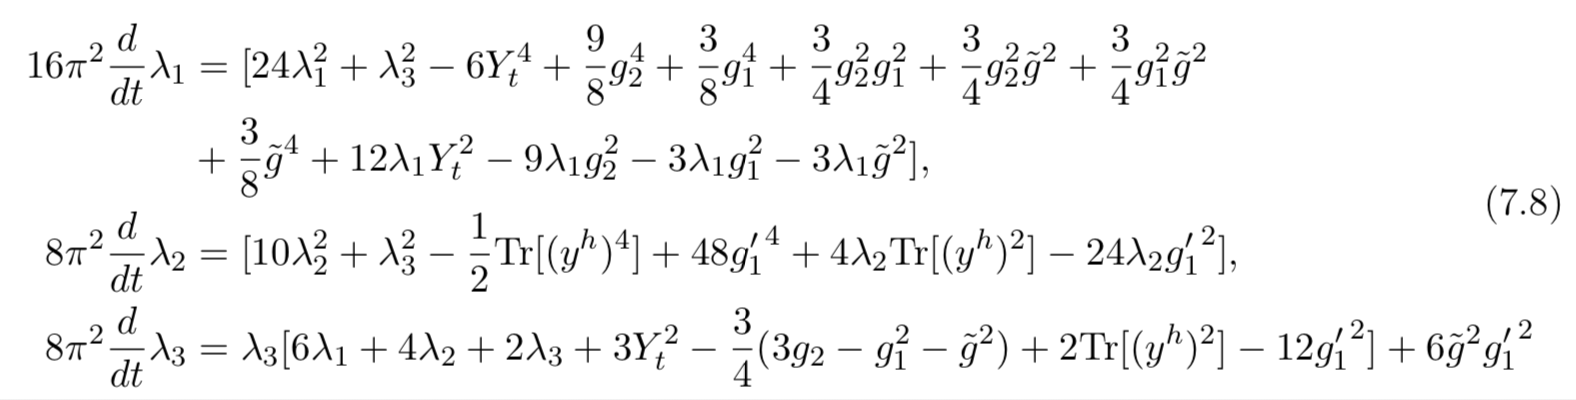 $16\pi^2 \frac{d}{dt}\lambda_1 = [24\lambda_1^2 + \lambda_3^2 - 6Y_t^4 + \frac{9}{8}g_2^4 + \frac{3}{8}g_1^4 + \frac{3}{4}g_2^2 g_1^2 + \frac{3}{4}g_2^2 \tilde{g}^2 + \frac{3}{4}g_1^2 \tilde{g}^2$
$+ \frac{3}{8}\tilde{g}^4 + 12\lambda_1 Y_t^2 - 9\lambda_1 g_2^2 - 3\lambda_1 g_1^2 - 3\lambda_1 \tilde{g}^2],$
$8\pi^2 \frac{d}{dt}\lambda_2 = [10\lambda_2^2 + \lambda_3^2 - \frac{1}{2}\mathrm{Tr}[(y^h)^4] + 48{g_1'}^4 + 4\lambda_2 \mathrm{Tr}[(y^h)^2] - 24\lambda_2 {g_1'}^2],$
$8\pi^2 \frac{d}{dt}\lambda_3 = \lambda_3[6\lambda_1 + 4\lambda_2 + 2\lambda_3 + 3Y_t^2 - \frac{3}{4}(3g_2 - g_1^2 - \tilde{g}^2) + 2\mathrm{Tr}[(y^h)^2] - 12{g_1'}^2] + 6\tilde{g}^2 {g_1'}^2$
(7.8)